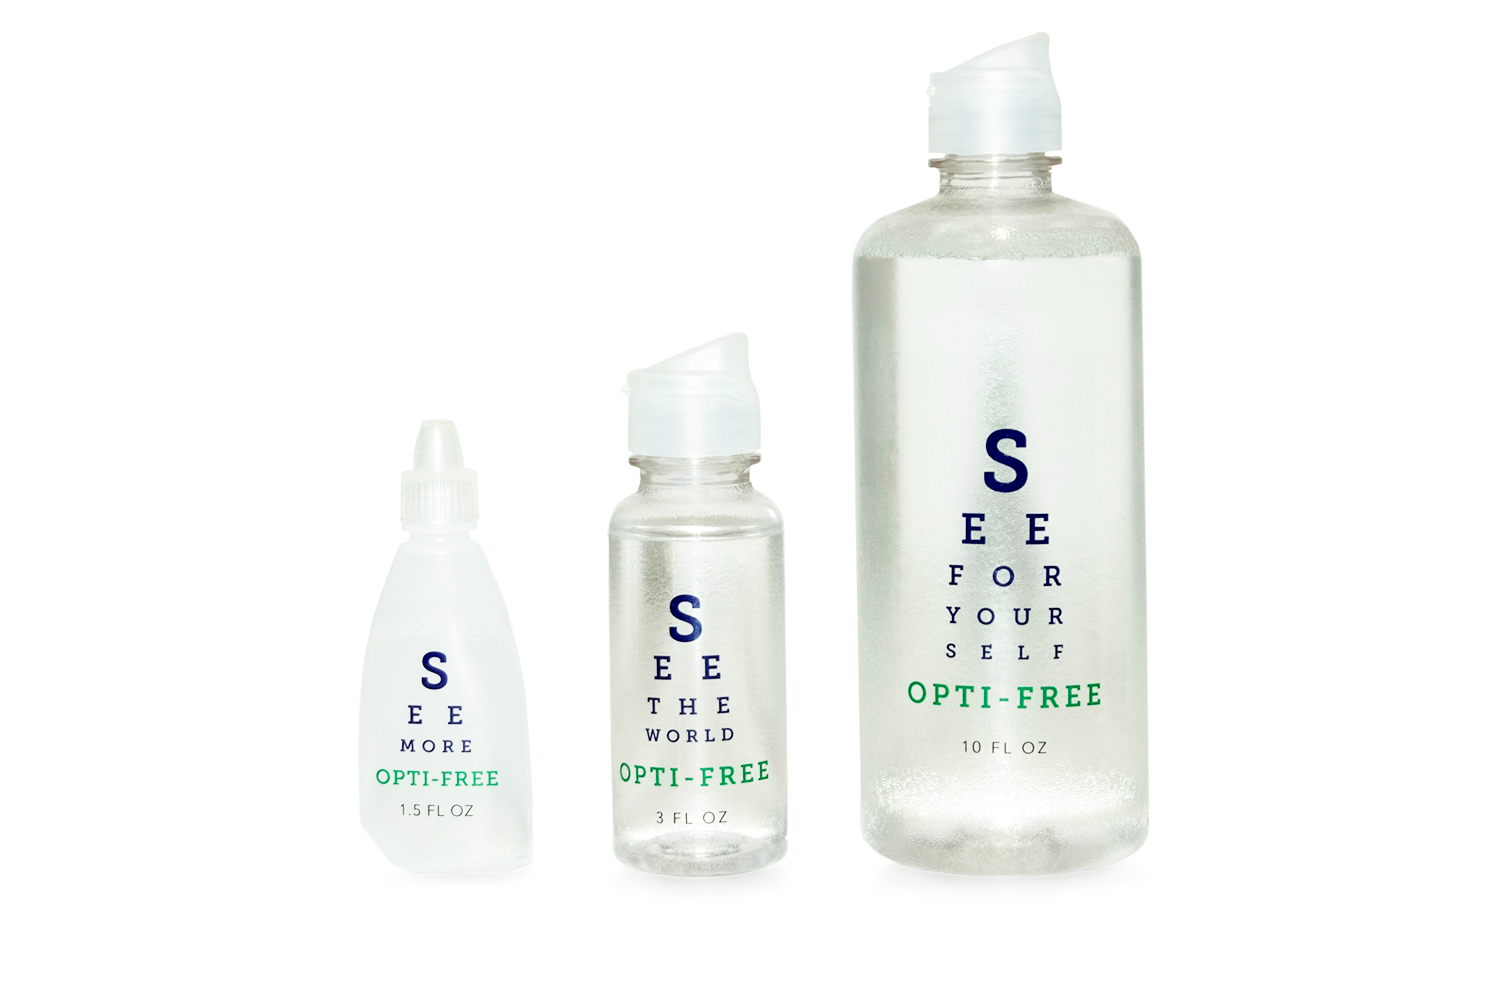 S
E E
MORE
OPTI-FREE
1.5 FL OZ
S
E E
THE
WORLD
OPTI-FREE
3 FL OZ
S
E E
FOR
YOUR
SELF
OPTI-FREE
10 FL OZ